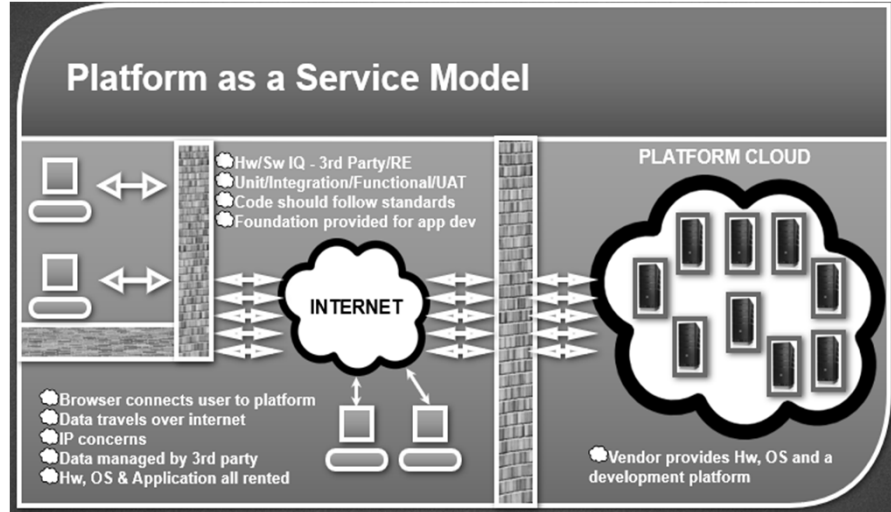 Platform as a Service Model
Hw/Sw IQ - 3rd Party/RE
Unit/Integration/Functional/UAT
Code should follow standards
Foundation provided for app dev
PLATFORM CLOUD
INTERNET
Browser connects user to platform
Data travels over internet
IP concerns
Data managed by 3rd party
Hw, OS & Application all rented
Vendor provides Hw, OS and a
development platform